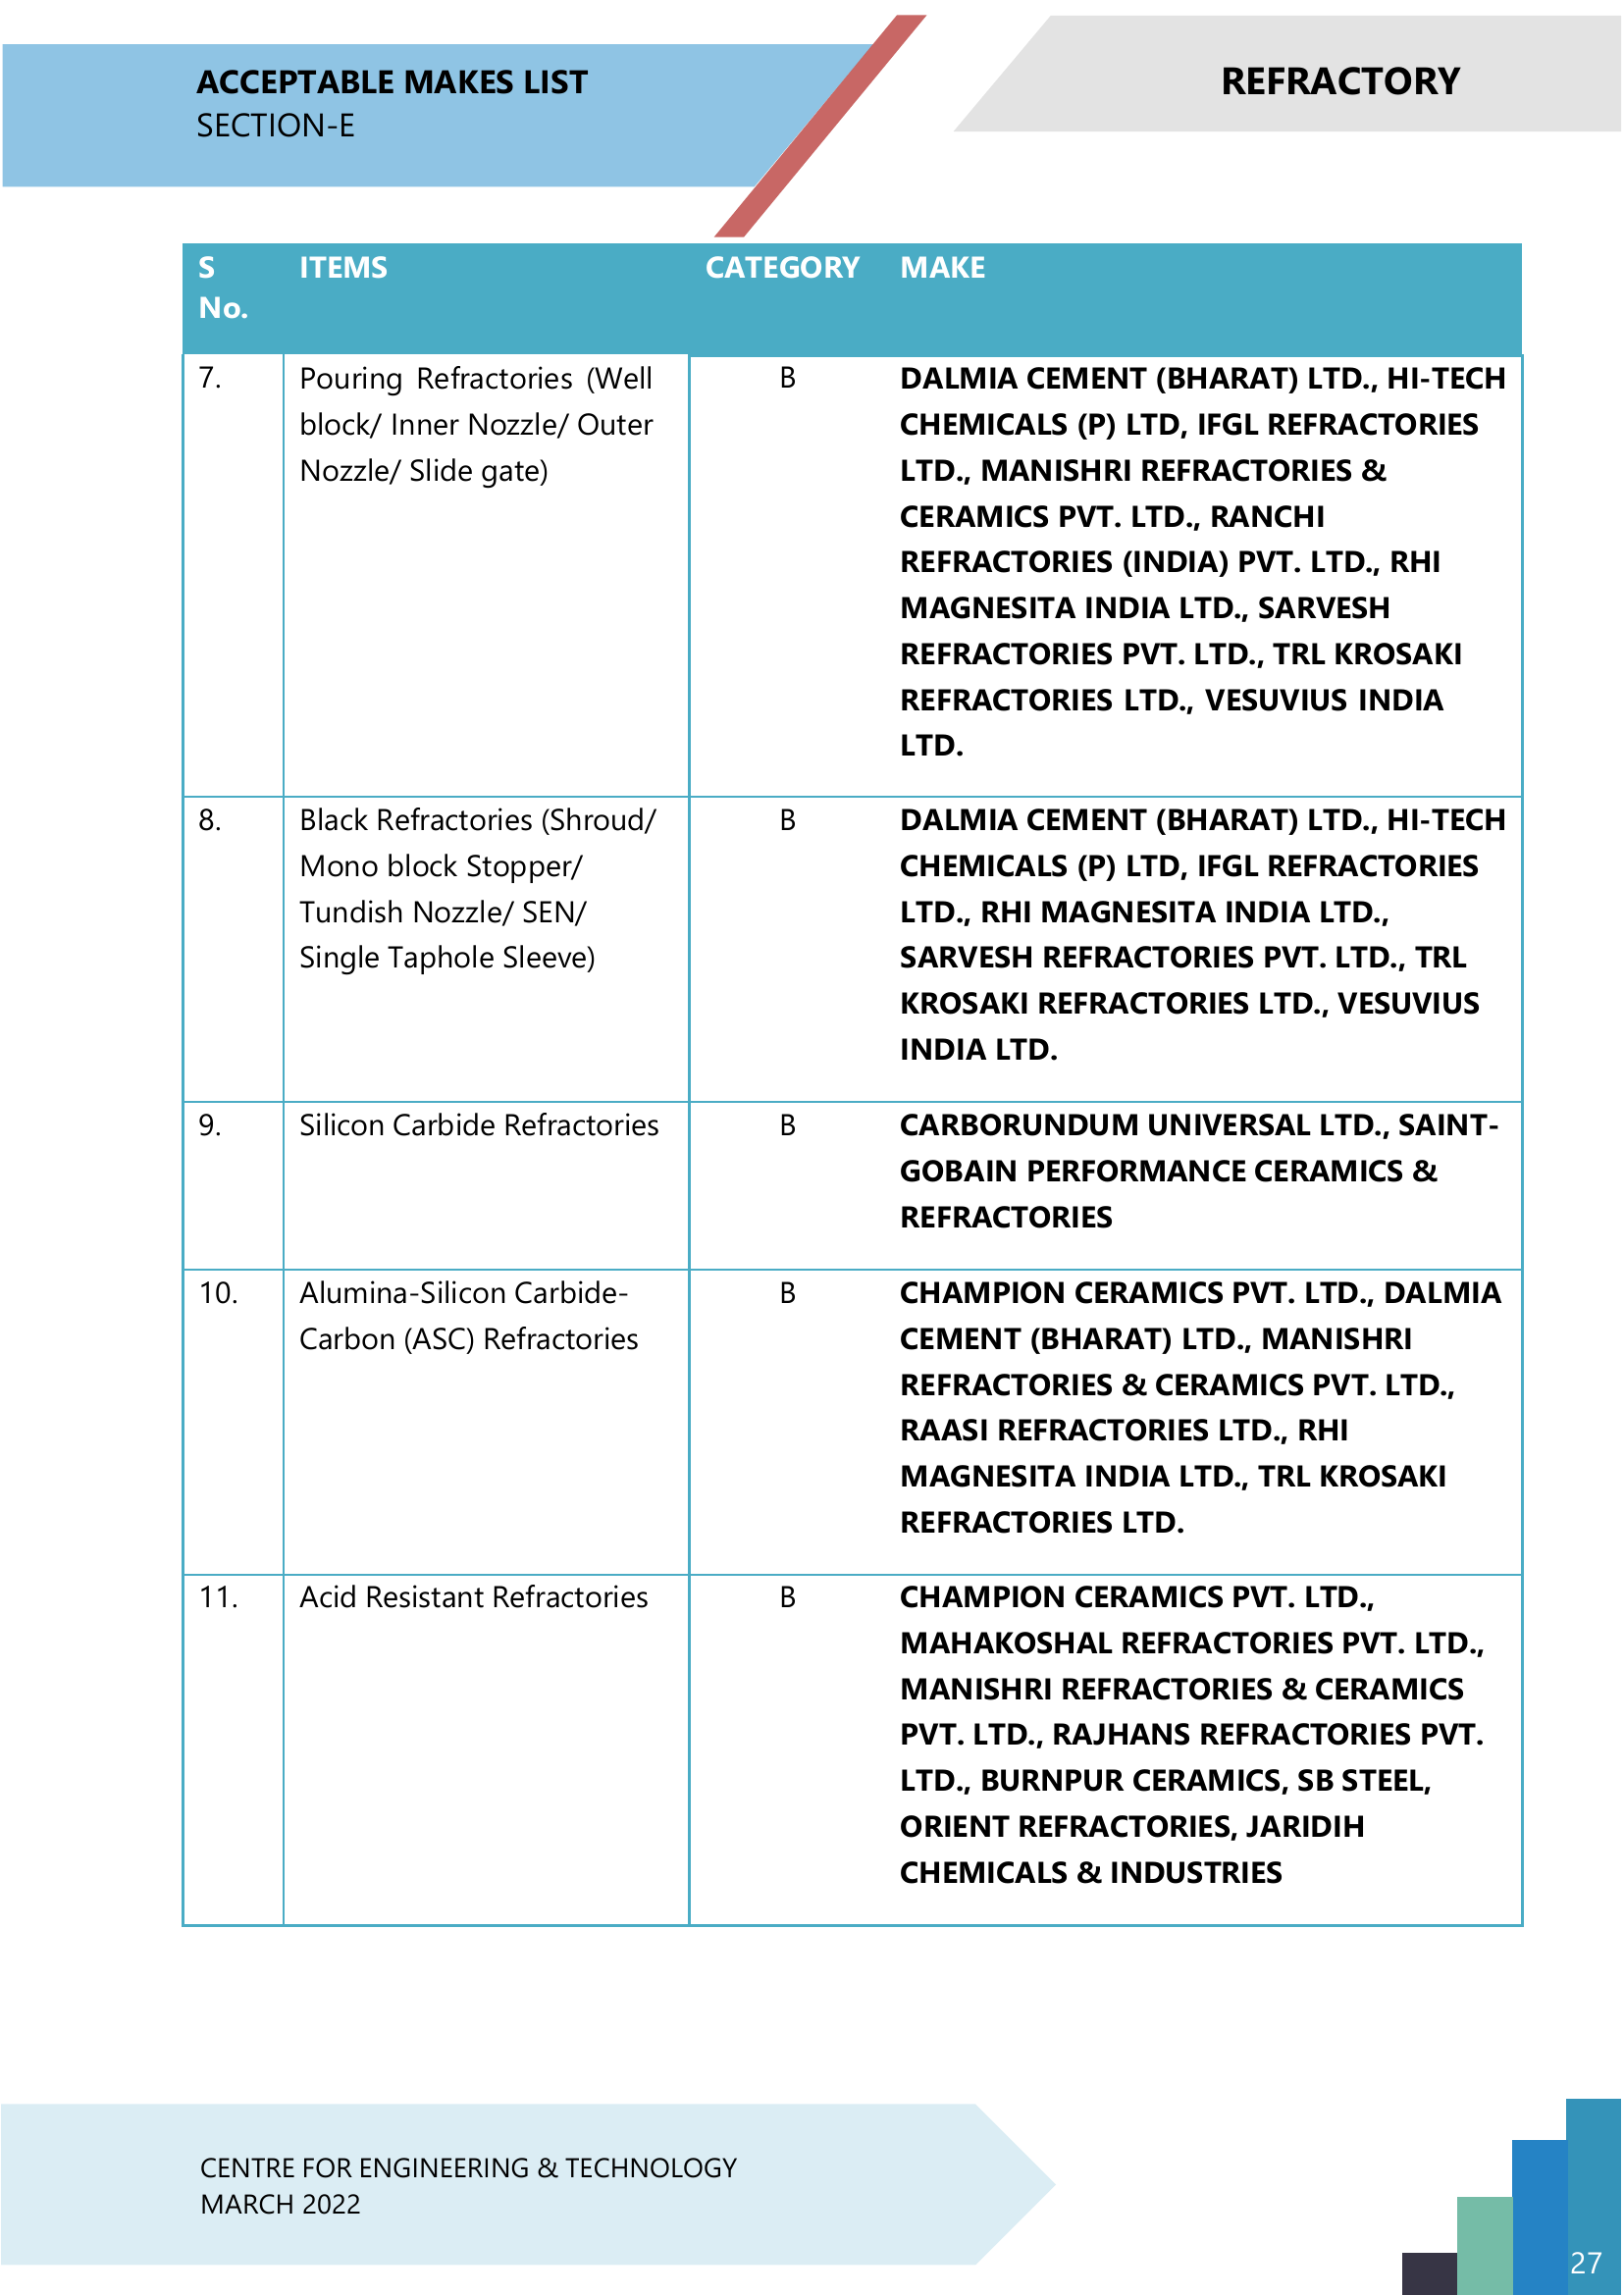 ACCEPTABLE MAKES LIST
SECTION-E
REFRACTORY
S No.
ITEMS
CATEGORY
MAKE
7.
Pouring Refractories (Well
block/ Inner Nozzle/ Outer
Nozzle/ Slide gate)
B
DALMIA CEMENT (BHARAT) LTD., HI-TECH
CHEMICALS (P) LTD, IFGL REFRACTORIES
LTD., MANISHRI REFRACTORIES &
CERAMICS PVT. LTD., RANCHI
REFRACTORIES (INDIA) PVT. LTD., RHI
MAGNESITA INDIA LTD., SARVESH
REFRACTORIES PVT. LTD., TRL KROSAKI
REFRACTORIES LTD., VESUVIUS INDIA
LTD.
8.
Black Refractories (Shroud/
Mono block Stopper/
Tundish Nozzle/ SEN/
Single Taphole Sleeve)
B
DALMIA CEMENT (BHARAT) LTD., HI-TECH
CHEMICALS (P) LTD, IFGL REFRACTORIES
LTD., RHI MAGNESITA INDIA LTD.,
SARVESH REFRACTORIES PVT. LTD., TRL
KROSAKI REFRACTORIES LTD., VESUVIUS
INDIA LTD.
9.
Silicon Carbide Refractories
B
CARBORUNDUM UNIVERSAL LTD., SAINT-
GOBAIN PERFORMANCE CERAMICS &
REFRACTORIES
10.
Alumina-Silicon Carbide-
Carbon (ASC) Refractories
B
CHAMPION CERAMICS PVT. LTD., DALMIA
CEMENT (BHARAT) LTD., MANISHRI
REFRACTORIES & CERAMICS PVT. LTD.,
RAASI REFRACTORIES LTD., RHI
MAGNESITA INDIA LTD., TRL KROSAKI
REFRACTORIES LTD.
11.
Acid Resistant Refractories
B
CHAMPION CERAMICS PVT. LTD.,
MAHAKOSHAL REFRACTORIES PVT. LTD.,
MANISHRI REFRACTORIES & CERAMICS
PVT. LTD., RAJHANS REFRACTORIES PVT.
LTD., BURNPUR CERAMICS, SB STEEL,
ORIENT REFRACTORIES, JARIDIH
CHEMICALS & INDUSTRIES
CENTRE FOR ENGINEERING & TECHNOLOGY
MARCH 2022
27